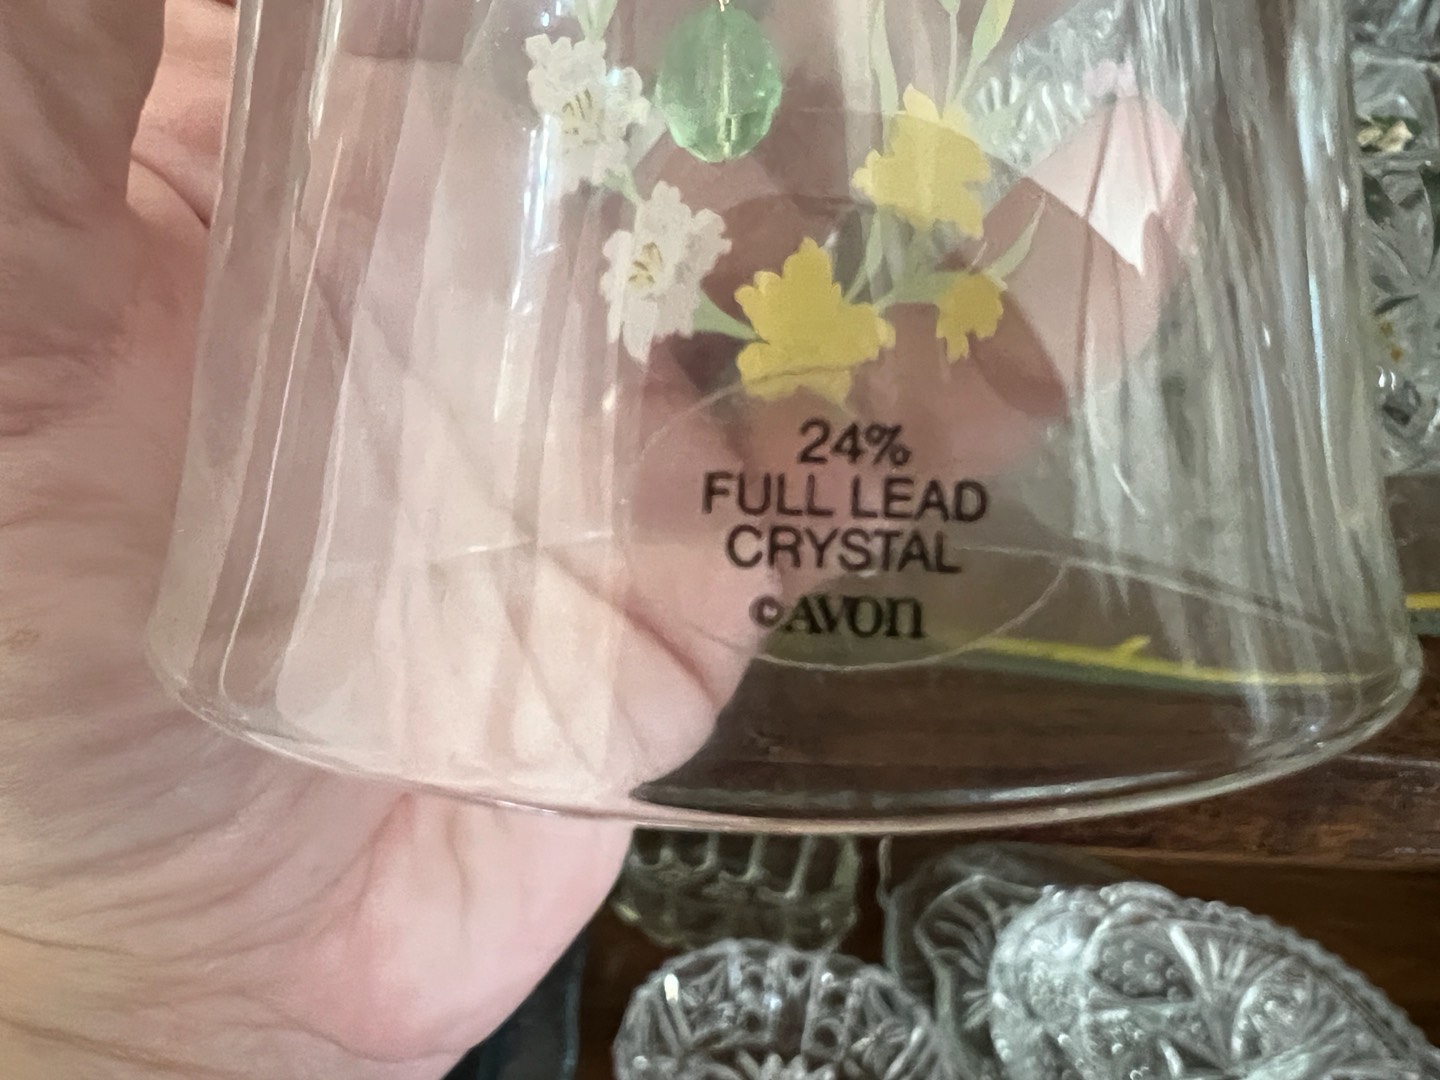 24%
FULL LEAD
CRYSTAL
©AVON